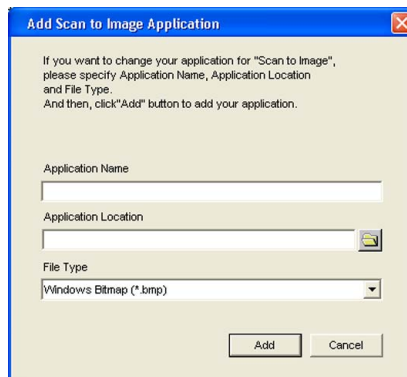 Add Scan to Image Application
If you want to change your application for "Scan to Image",
please specify Application Name, Application Location
and File Type.
And then, click"Add" button to add your application.
Application Name
Application Location
File Type
Windows Bitmap (*.bmp)
Add
Cancel